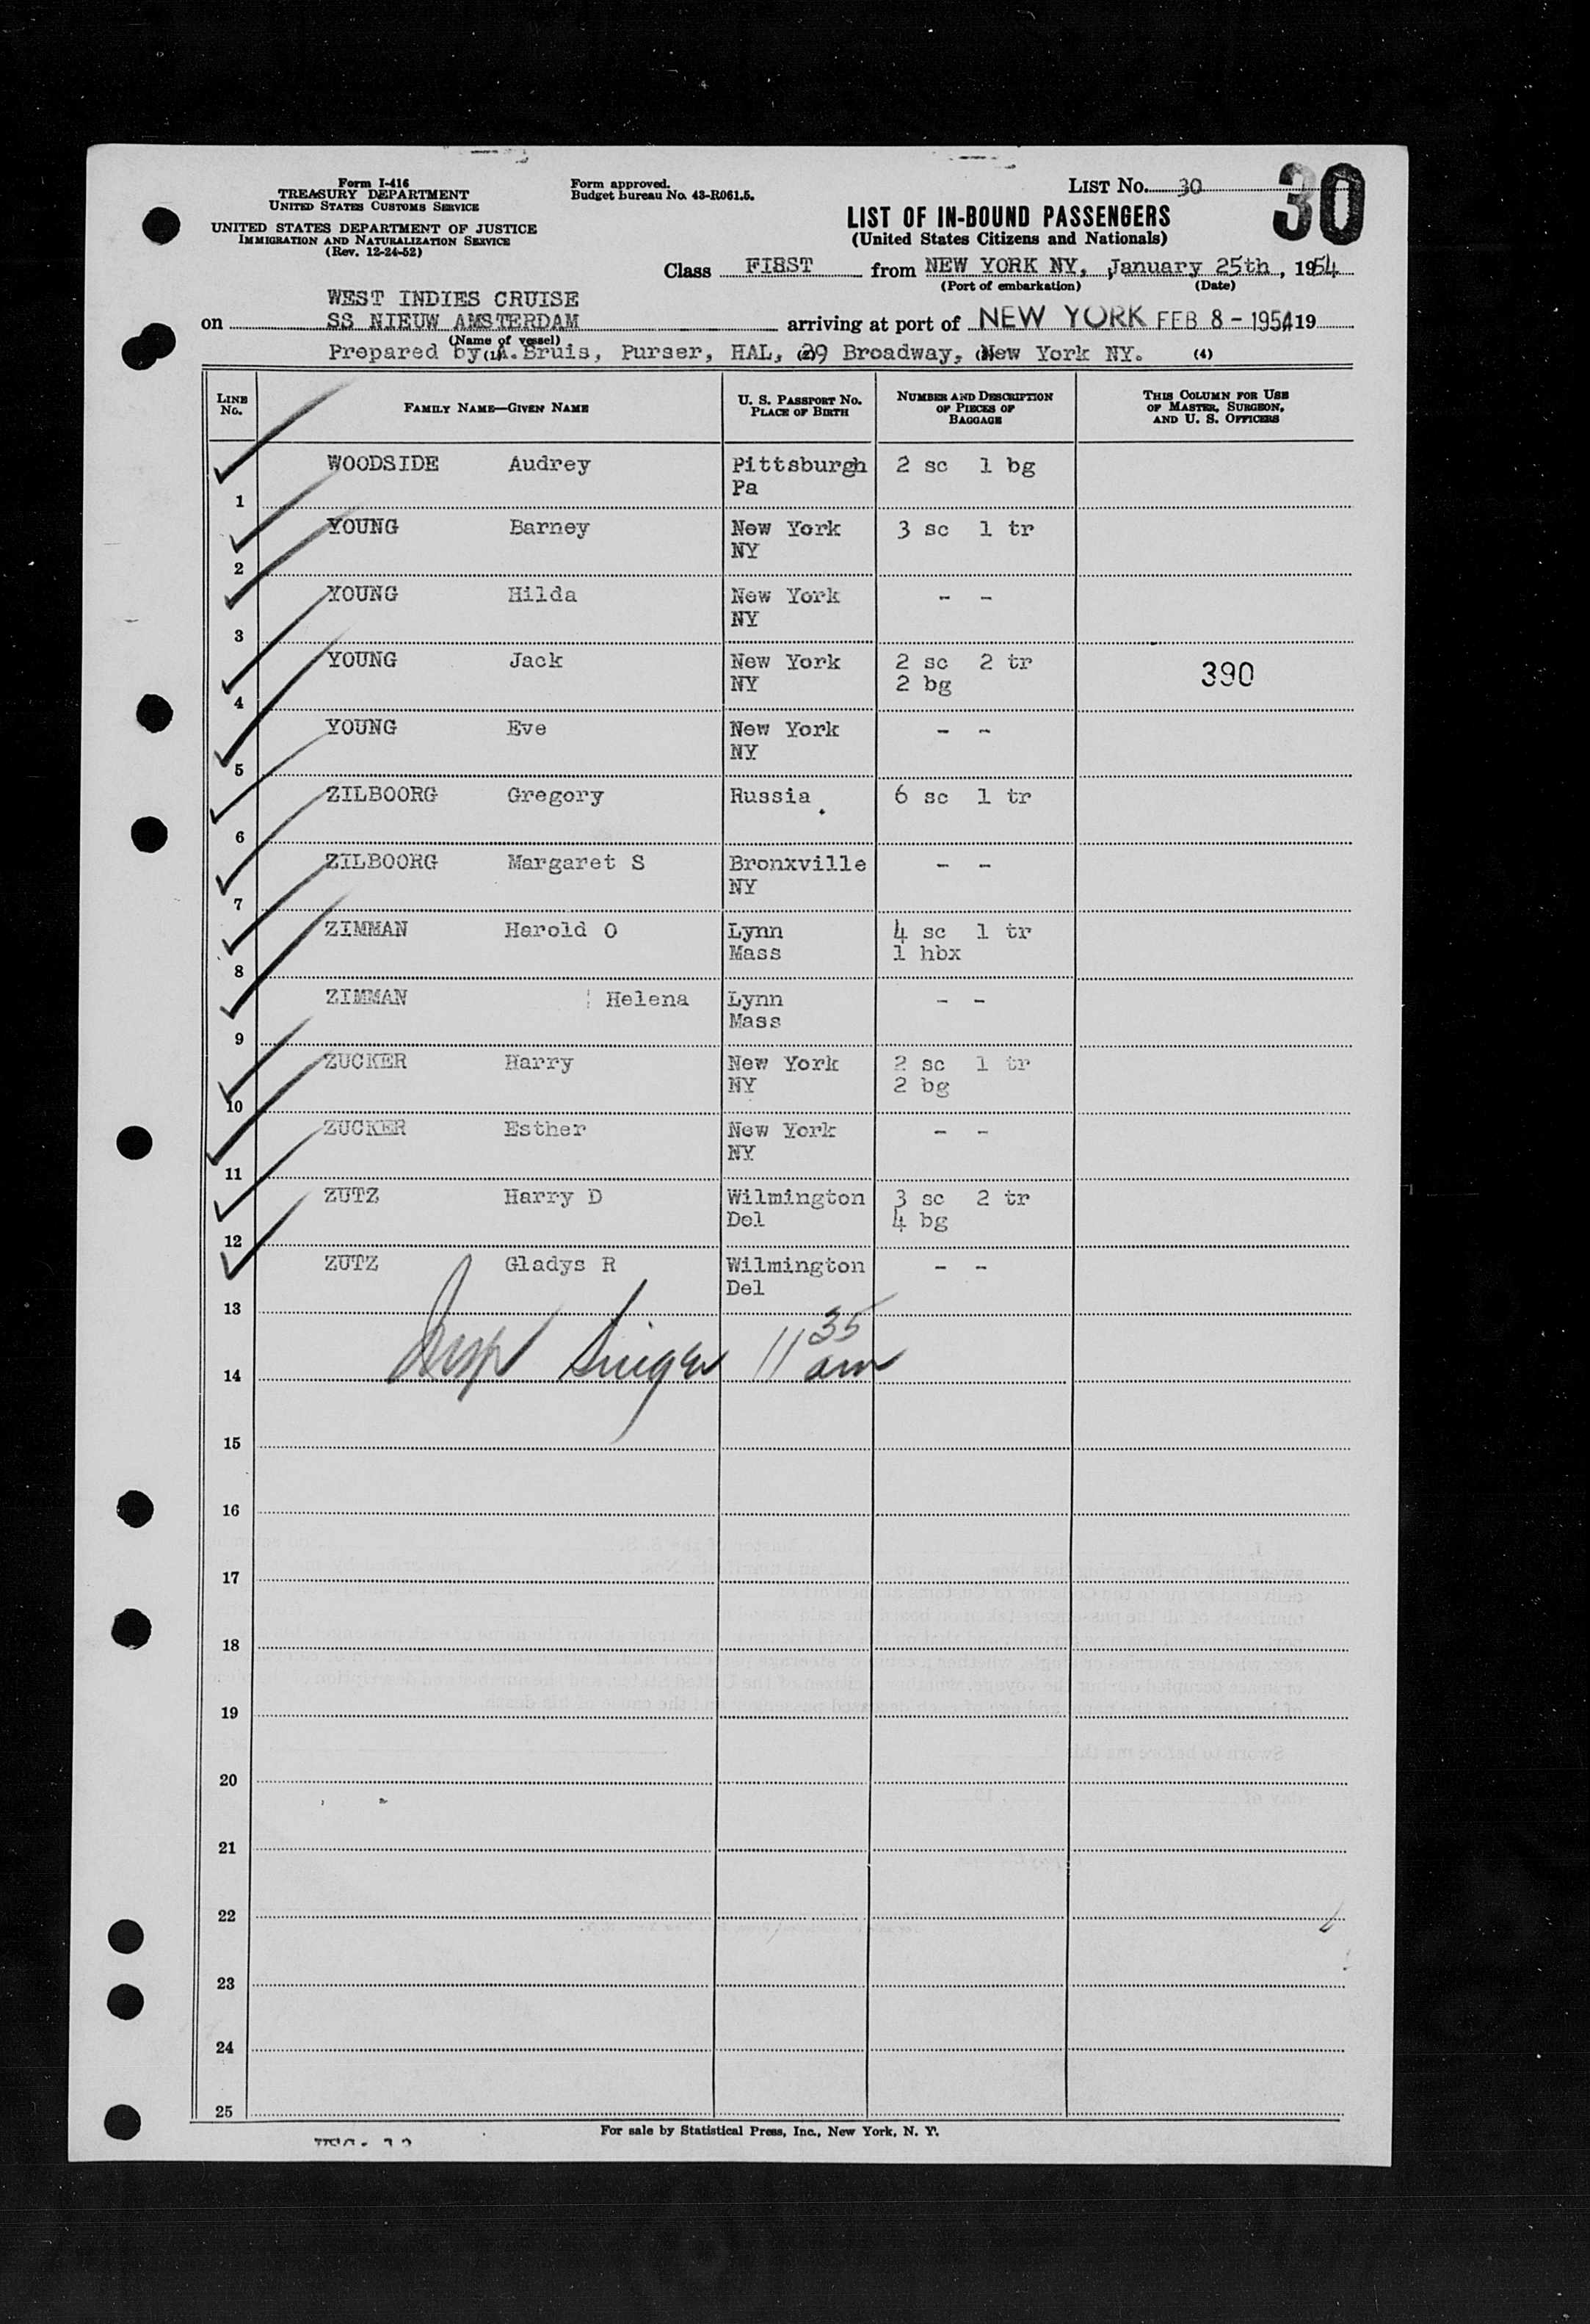 Form I-416
TREASURY DEPARTMENT
UNITED STATES CUSTOMS SERVICE
UNITED STATES DEPARTMENT OF JUSTICE
IMMIGRATION AND NATURALIZATION SERVICE
(Rev. 12-24-52)
Form approved.
Budget bureau No. 43-R061.5.
LIST No. 30
30
LIST OF IN-BOUND PASSENGERS
(United States Citizens and Nationals)
Class FIRST from NEW YORK NY, January 25th, 1954
(Port of embarkation) (Date)
WEST INDIES CRUISE
on SS NIEUW AMSTERDAM arriving at port of NEW YORK FEB 8 - 1954 19
(Name of vessel)
Prepared by (1) A. Bruis, Purser, HAL, (2) 29 Broadway, (3) New York NY. (4)
LINE No. FAMILY NAME—GIVEN NAME U. S. PASSPORT No. PLACE OF BIRTH NUMBER AND DESCRIPTION OF PIECES OF BAGGAGE THIS COLUMN FOR USE OF MASTER, SURGEON, AND U. S. OFFICERS
1 WOODSIDE Audrey Pittsburgh Pa 2 sc 1 bg
2 YOUNG Barney New York NY 3 sc 1 tr
3 YOUNG Hilda New York NY - -
4 YOUNG Jack New York NY 2 sc 2 tr 2 bg 390
5 YOUNG Eve New York NY - -
6 ZILBOORG Gregory Russia 6 sc 1 tr
7 ZILBOORG Margaret S Bronxville NY - -
8 ZIMMAN Harold O Lynn Mass 4 sc 1 tr 1 hbx
9 ZIMMAN Helena Lynn Mass - -
10 ZUCKER Harry New York NY 2 sc 1 tr 2 bg
11 ZUCKER Esther New York NY - -
12 ZUTZ Harry D Wilmington Del 3 sc 2 tr 4 bg
13 ZUTZ Gladys R Wilmington Del - -
14 Insp Singer 11 35 am
15
16
17
18
19
20
21
22
23
24
25
For sale by Statistical Press, Inc., New York, N. Y.